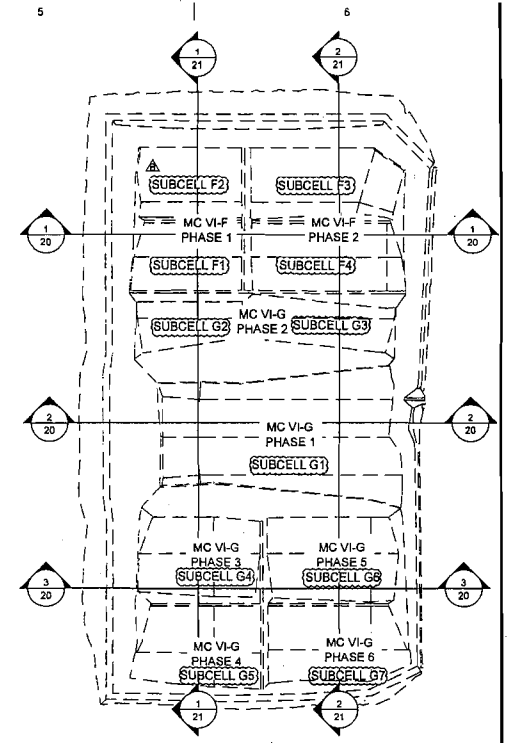 5 6
1 2
21 21
B
SUBCELL F2 SUBCELL F3
1 MC VI-F MC VI-F 1
20 PHASE 1 PHASE 2 20
SUBCELL F1 SUBCELL F4
MC VI-G
SUBCELL G2 PHASE 2 SUBCELL G3
2 MC VI-G 2
20 PHASE 1 20
SUBCELL G1
MC VI-G MC VI-G
PHASE 3 PHASE 5
SUBCELL G4 SUBCELL G6
3 3
20 20
MC VI-G MC VI-G
PHASE 4 PHASE 6
SUBCELL G5 SUBCELL G7
1 2
21 21